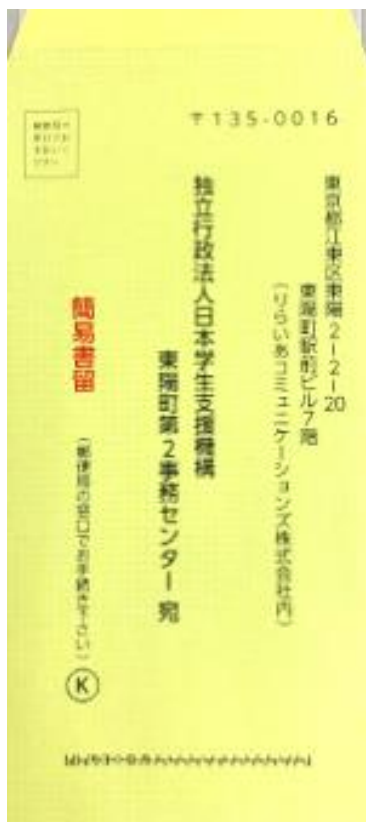 〒135-0016
東京都江東区東陽2-2-20
東陽町駅前ビル7階
(りらいあコミュニケーションズ株式会社内)
独立行政法人日本学生支援機構
東陽町第2事務センター 宛
簡易書留
(郵便局の窓口でお手続き下さい)
K